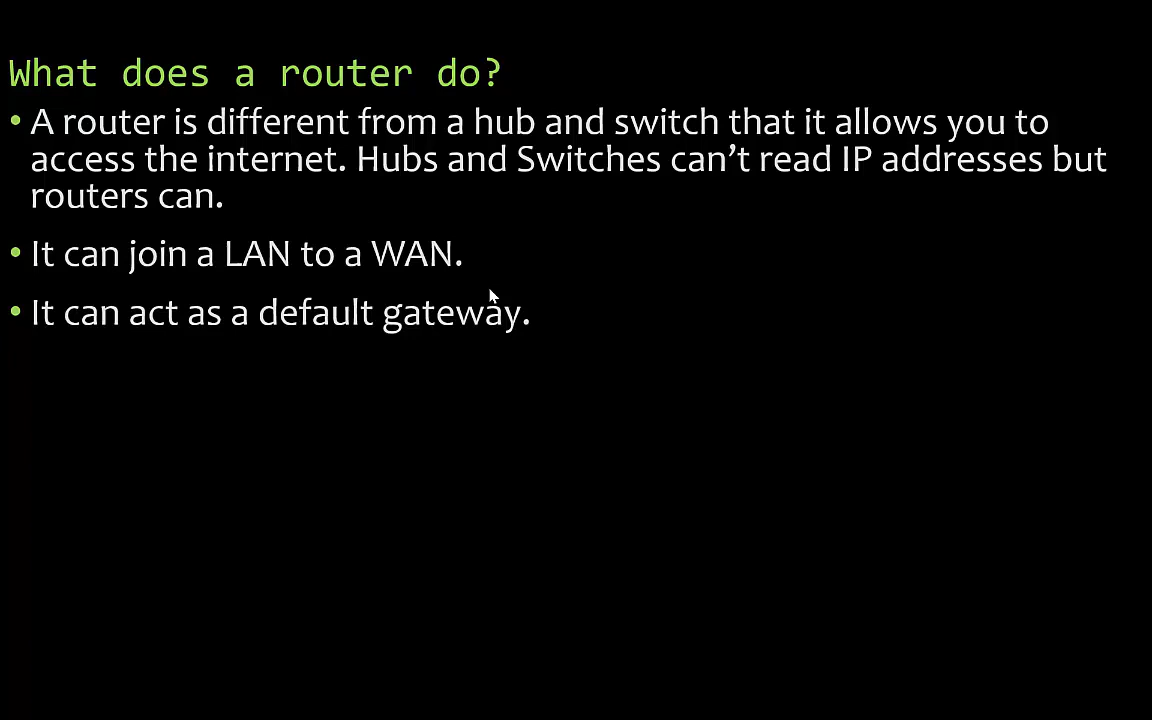 What does a router do?
• A router is different from a hub and switch that it allows you to
access the internet. Hubs and Switches can’t read IP addresses but
routers can.
• It can join a LAN to a WAN.
• It can act as a default gateway.